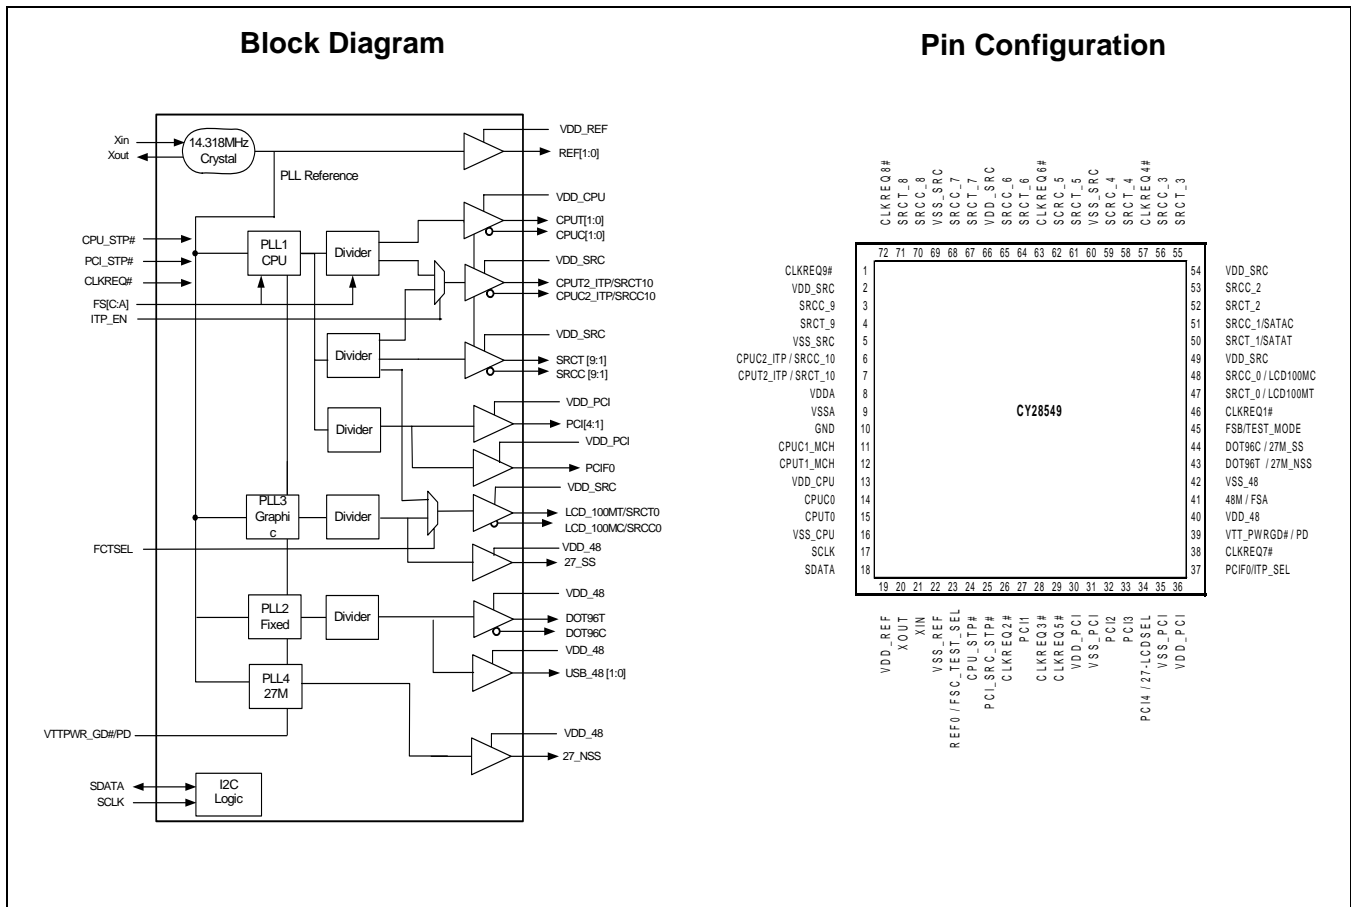 Block Diagram
Pin Configuration
Xin
Xout
14.318MHz
Crystal
PLL Reference
VDD_REF
REF[1:0]
VDD_CPU
CPUT[1:0]
CPUC[1:0]
CPU_STP#
PCI_STP#
CLKREQ#
FS[C:A]
ITP_EN
PLL1
CPU
Divider
VDD_SRC
CPUT2_ITP/SRCT10
CPUC2_ITP/SRCC10
Divider
VDD_SRC
SRCT [9:1]
SRCC [9:1]
Divider
VDD_PCI
PCI[4:1]
VDD_PCI
PCIF0
PLL3
Graphi
c
Divider
VDD_SRC
LCD_100MT/SRCT0
LCD_100MC/SRCC0
FCTSEL
VDD_48
27_SS
PLL2
Fixed
Divider
VDD_48
DOT96T
DOT96C
VDD_48
USB_48 [1:0]
PLL4
27M
VTTPWR_GD#/PD
VDD_48
27_NSS
SDATA
SCLK
I2C
Logic
CLKREQ8#
SRCT_8
SRCC_8
VSS_SRC
SRCC_7
SRCT_7
VDD_SRC
SRCC_6
SRCT_6
CLKREQ6#
SCRC_5
SRCT_5
VSS_SRC
SCRC_4
SRCT_4
CLKREQ4#
SRCC_3
SRCT_3
72 71 70 69 68 67 66 65 64 63 62 61 60 59 58 57 56 55
CLKREQ9# 1
VDD_SRC 2
SRCC_9 3
SRCT_9 4
VSS_SRC 5
CPUC2_ITP / SRCC_10 6
CPUT2_ITP / SRCT_10 7
VDDA 8
VSSA 9
GND 10
CPUC1_MCH 11
CPUT1_MCH 12
VDD_CPU 13
CPUC0 14
CPUT0 15
VSS_CPU 16
SCLK 17
SDATA 18
CY28549
54 VDD_SRC
53 SRCC_2
52 SRCT_2
51 SRCC_1/SATAC
50 SRCT_1/SATAT
49 VDD_SRC
48 SRCC_0 / LCD100MC
47 SRCT_0 / LCD100MT
46 CLKREQ1#
45 FSB/TEST_MODE
44 DOT96C / 27M_SS
43 DOT96T / 27M_NSS
42 VSS_48
41 48M / FSA
40 VDD_48
39 VTT_PWRGD# / PD
38 CLKREQ7#
37 PCIF0/ITP_SEL
19 20 21 22 23 24 25 26 27 28 29 30 31 32 33 34 35 36
VDD_REF
XOUT
XIN
VSS_REF
REF0 / FSC_TEST_SEL
CPU_STP#
PCI_SRC_STP#
CLKREQ2#
PCI1
CLKREQ3#
CLKREQ5#
VDD_PCI
VSS_PCI
PCI2
PCI3
PCI4 / 27-LCDSEL
VSS_PCI
VDD_PCI